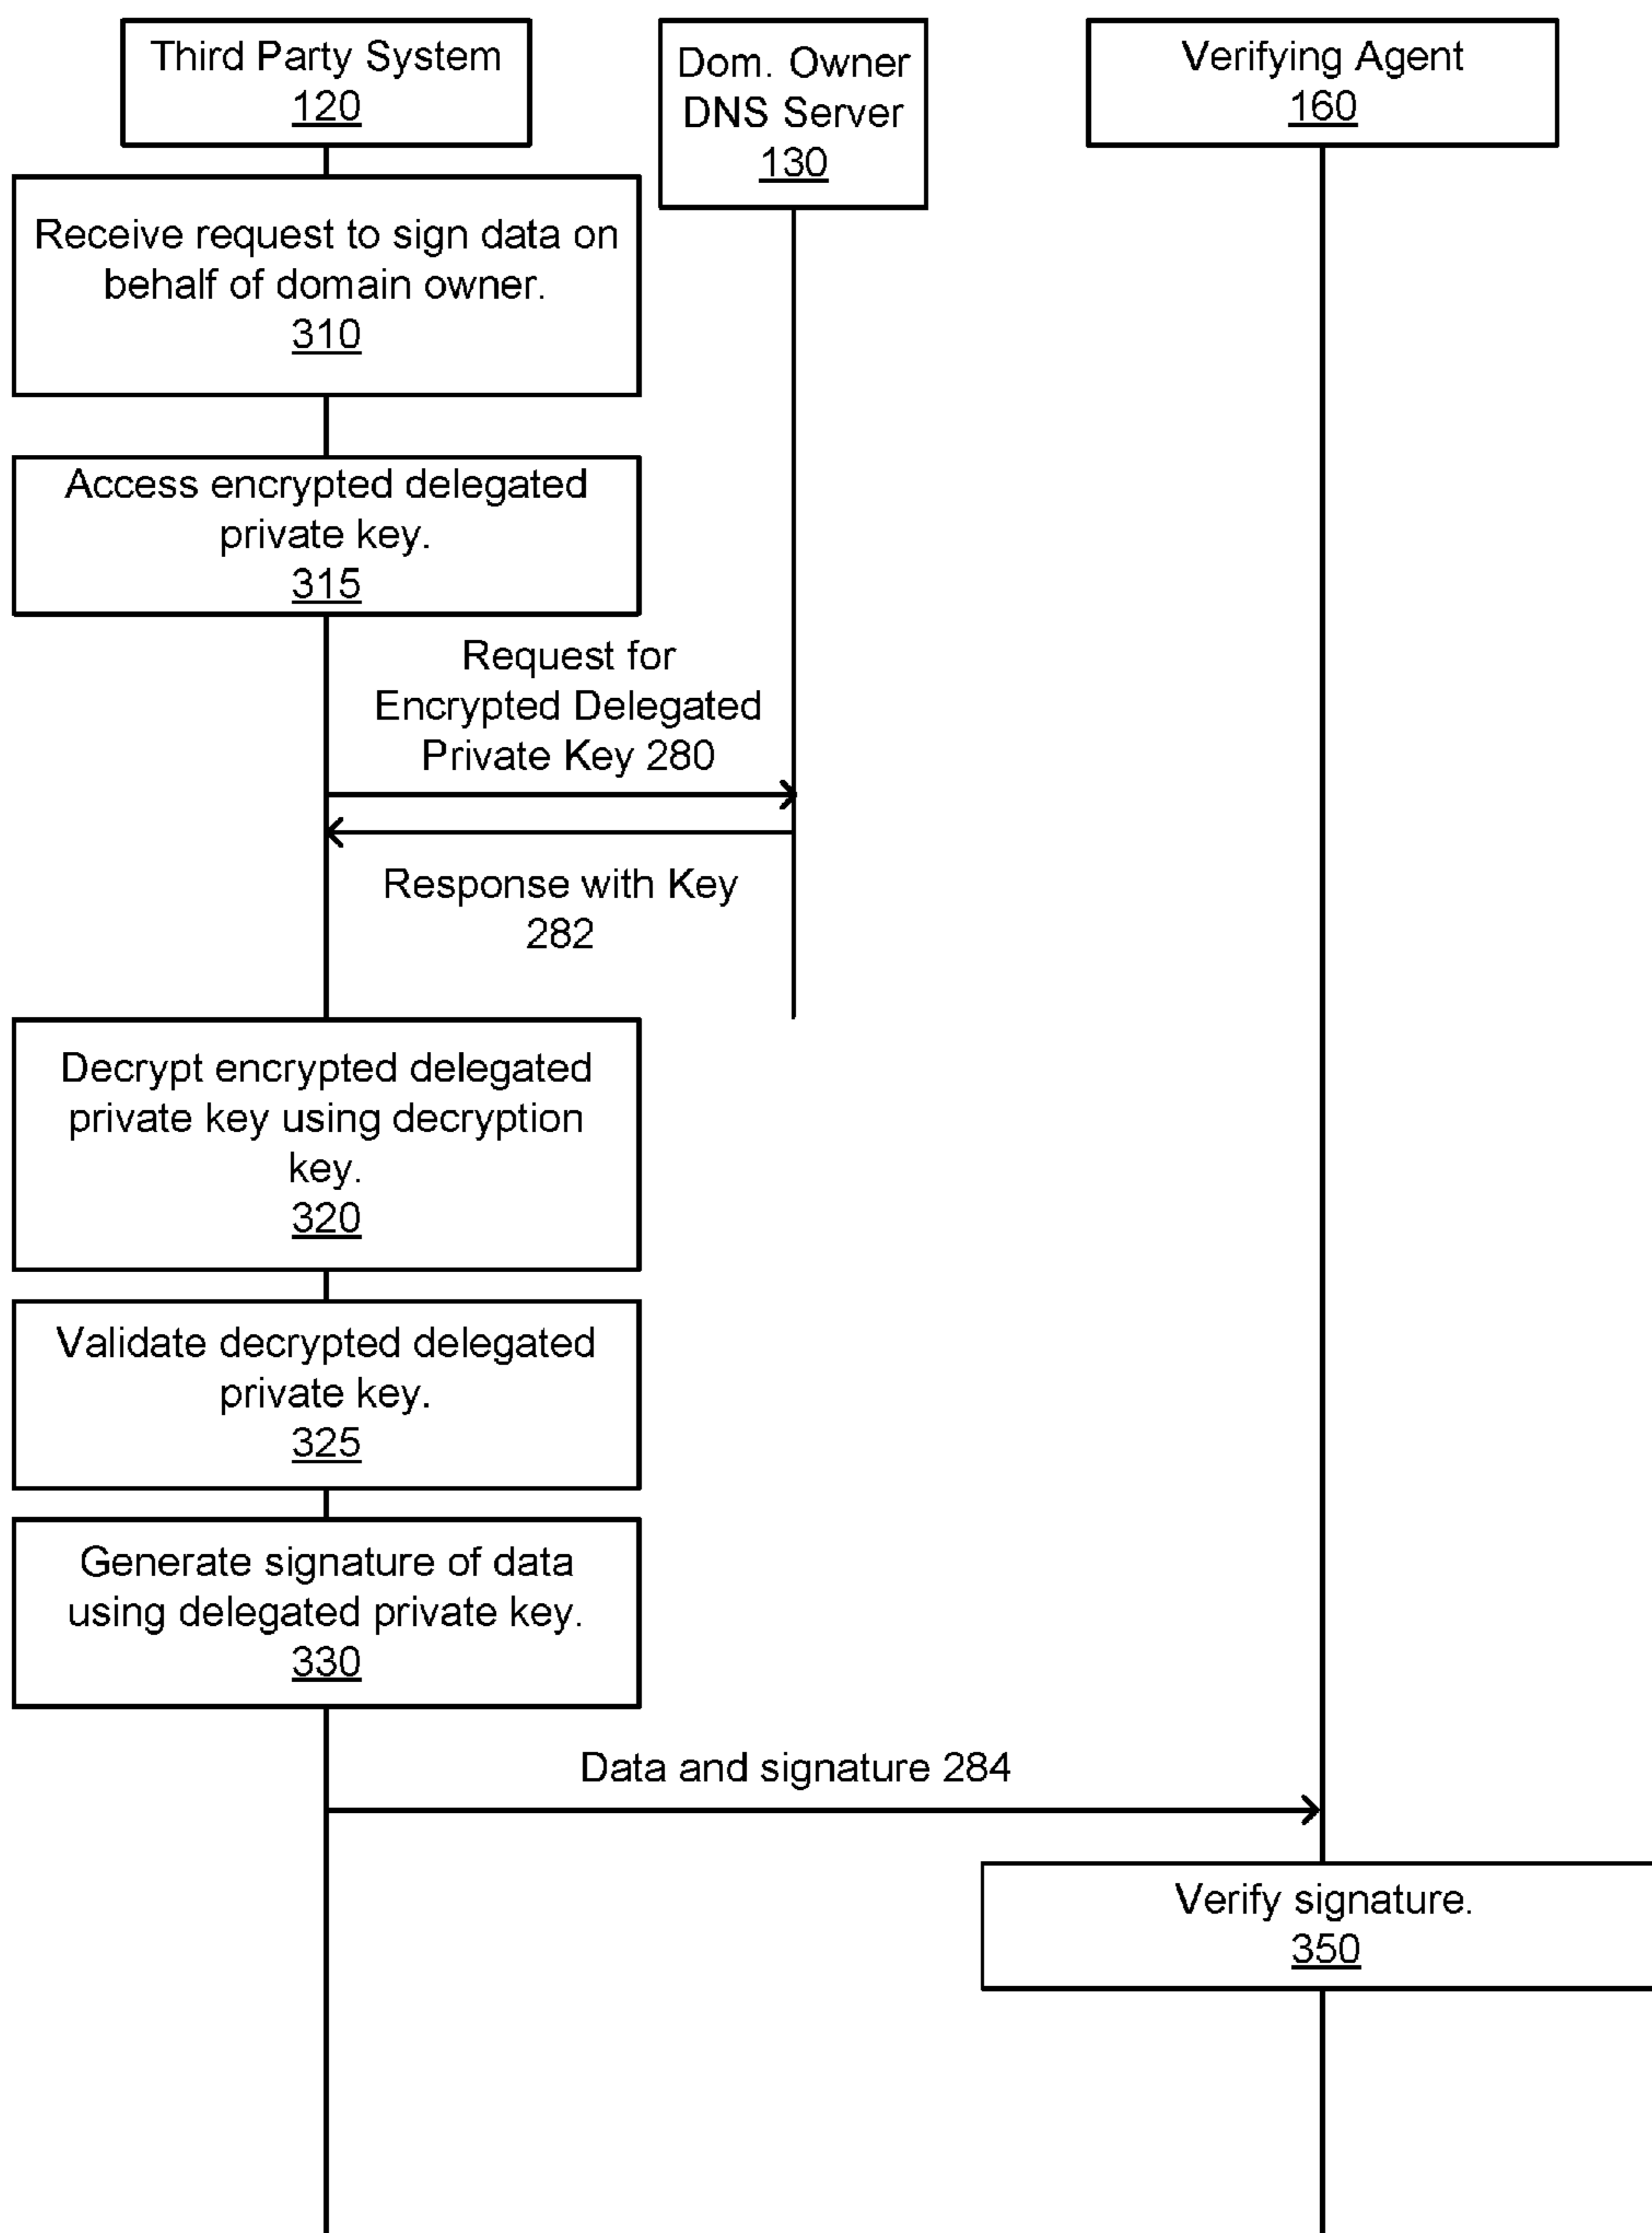 Third Party System
120
Dom. Owner
DNS Server
130
Verifying Agent
160
Receive request to sign data on
behalf of domain owner.
310
Access encrypted delegated
private key.
315
Request for
Encrypted Delegated
Private Key 280
Response with Key
282
Decrypt encrypted delegated
private key using decryption
key.
320
Validate decrypted delegated
private key.
325
Generate signature of data
using delegated private key.
330
Data and signature 284
Verify signature.
350